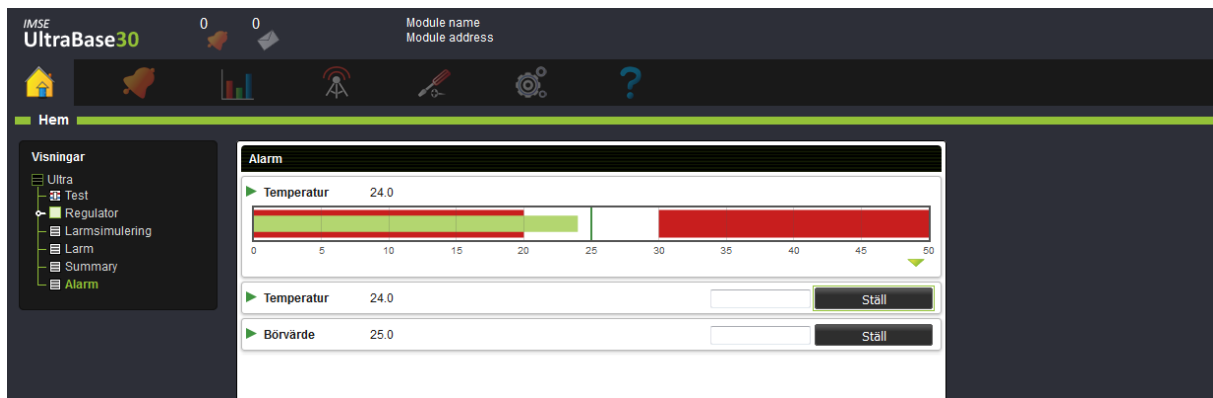 IMSE
UltraBase30
0
0
Module name
Module address
?
Hem
Visningar
Ultra
Test
Regulator
Larmsimulering
Larm
Summary
Alarm
Alarm
Temperatur 24.0
0 5 10 15 20 25 30 35 40 45 50
Temperatur 24.0 Ställ
Börvärde 25.0 Ställ